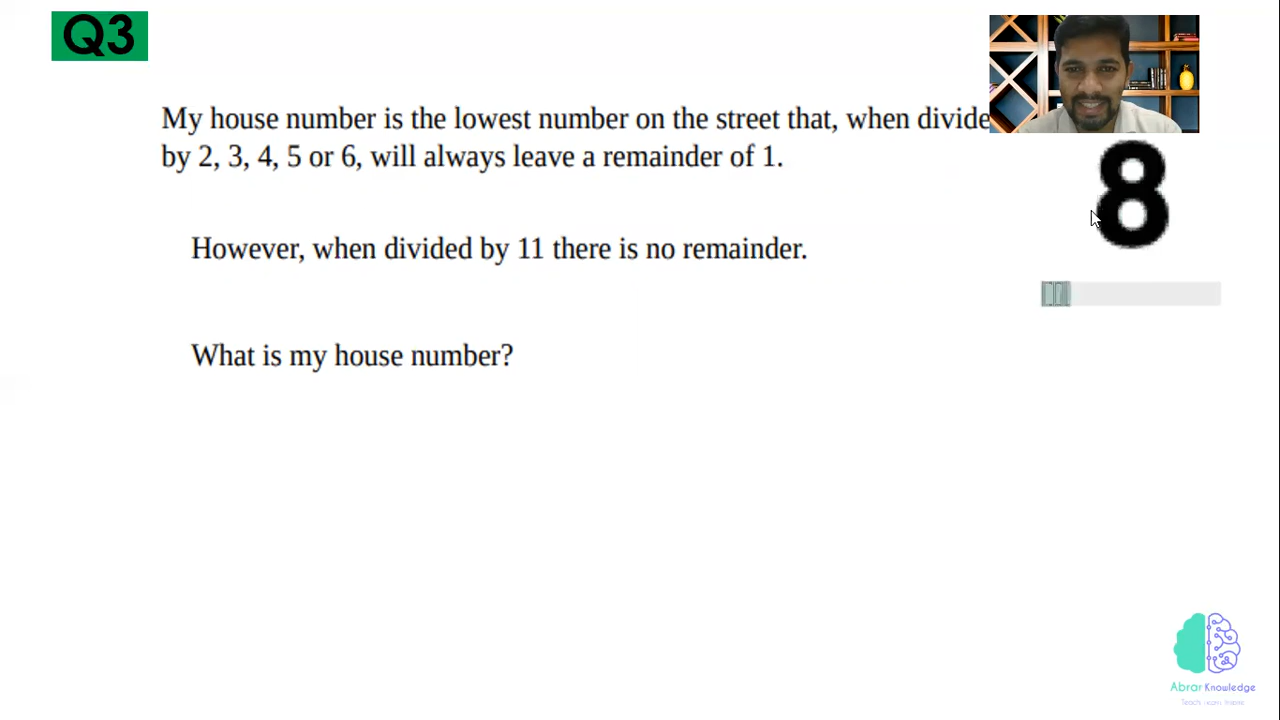 Q3
My house number is the lowest number on the street that, when divide
by 2, 3, 4, 5 or 6, will always leave a remainder of 1.
8
However, when divided by 11 there is no remainder.
What is my house number?
Abrar Knowledge